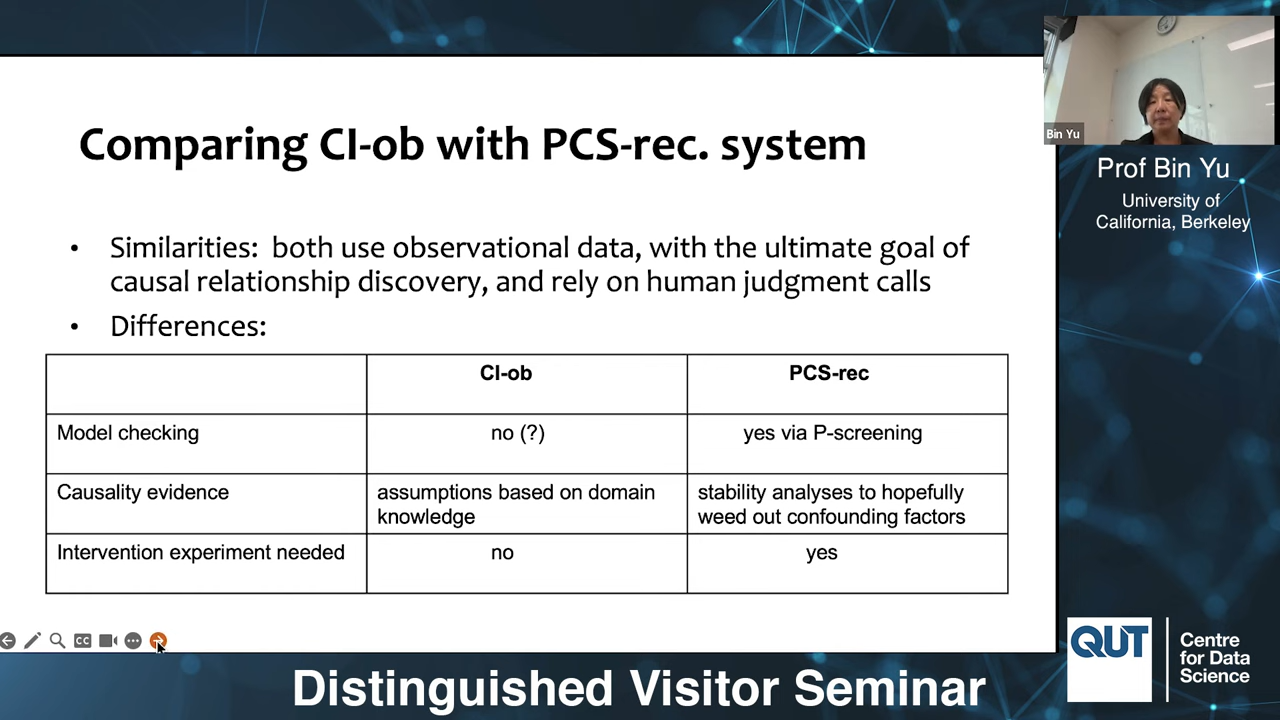 Comparing CI-ob with PCS-rec. system
• Similarities: both use observational data, with the ultimate goal of
causal relationship discovery, and rely on human judgment calls
• Differences:
CI-ob
PCS-rec
Model checking
no (?)
yes via P-screening
Causality evidence
assumptions based on domain
knowledge
stability analyses to hopefully
weed out confounding factors
Intervention experiment needed
no
yes
CC
Bin Yu
Prof Bin Yu
University of
California, Berkeley
QUT
Centre
for Data
Science
Distinguished Visitor Seminar